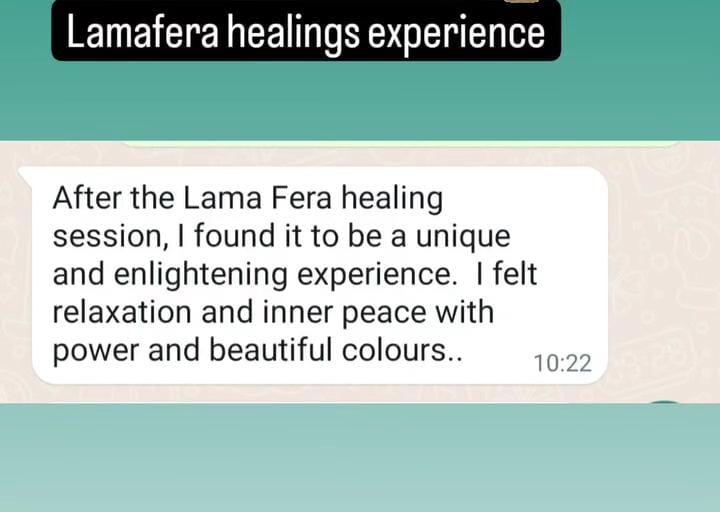 Lamafera healings experience
After the Lama Fera healing
session, I found it to be a unique
and enlightening experience.  I felt
relaxation and inner peace with
power and beautiful colours..
10:22